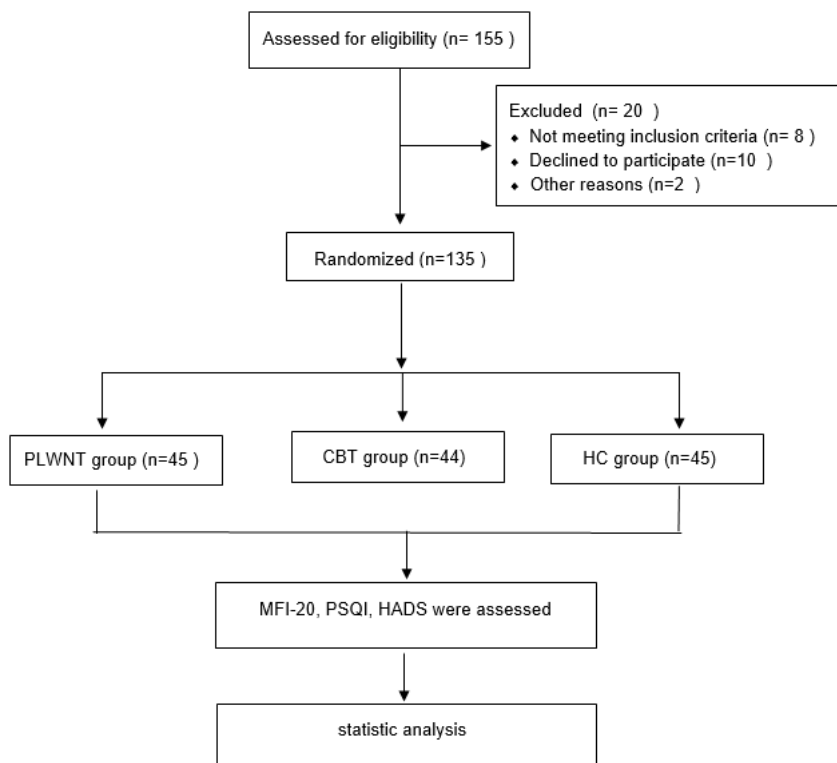 Assessed for eligibility (n= 155 )
Excluded (n= 20 )
◆ Not meeting inclusion criteria (n= 8 )
◆ Declined to participate (n=10 )
◆ Other reasons (n=2 )
Randomized (n=135 )
PLWNT group (n=45 )
CBT group (n=44)
HC group (n=45)
MFI-20, PSQI, HADS were assessed
statistic analysis